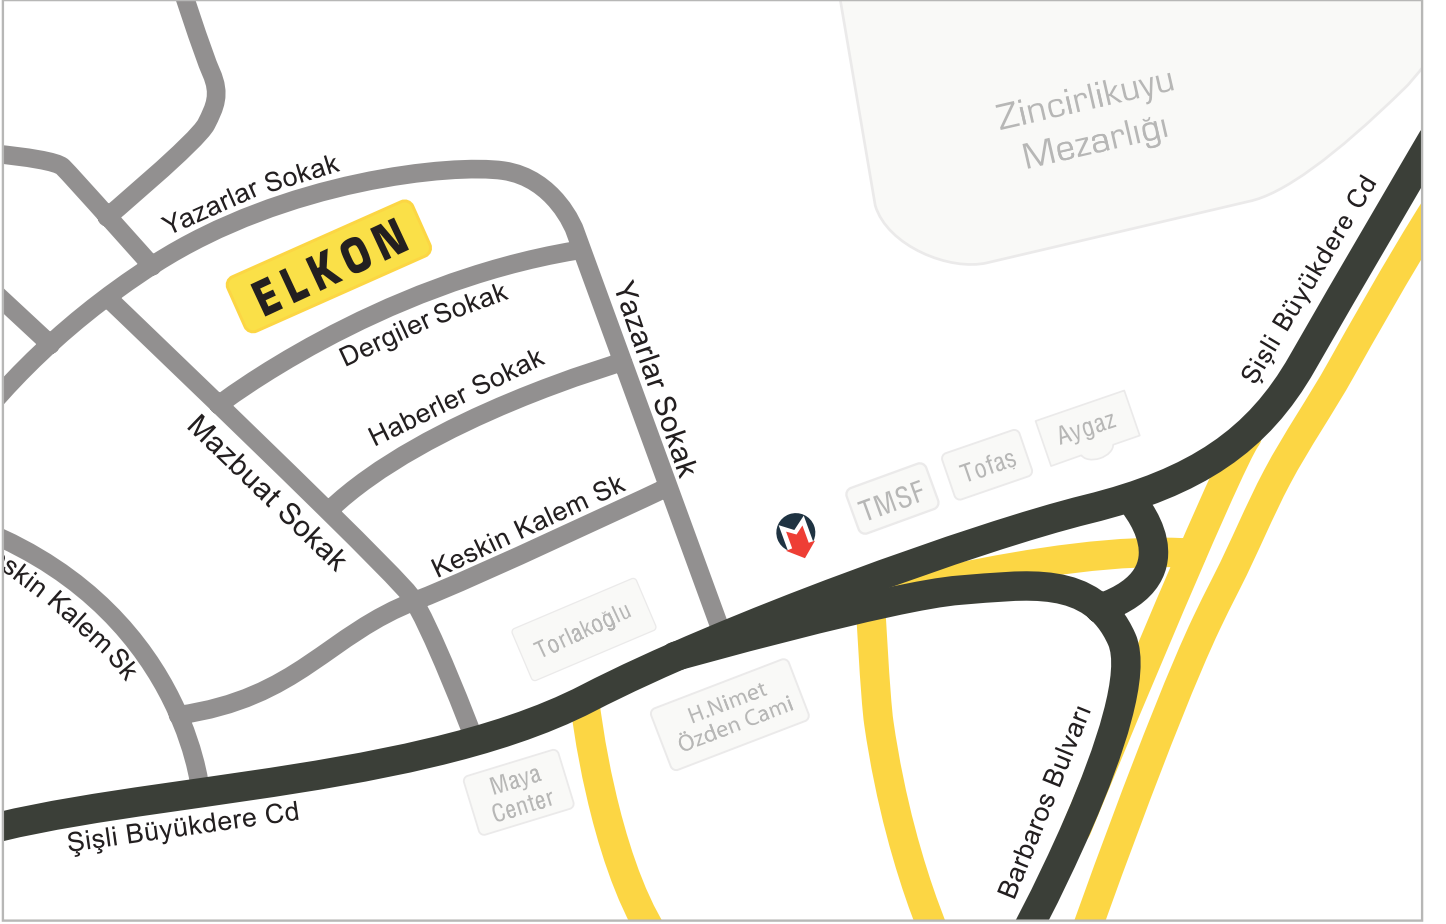 Zincirlikuyu
Mezarlığı
Yazarlar Sokak
ELKON
Dergiler Sokak
Yazarlar Sokak
Şişli Büyükdere Cd
Haberler Sokak
Mazbuat Sokak
Aygaz
Tofaş
TMSF
Keskin Kalem Sk
skin Kalem Sk
Torlakoğlu
H.Nimet
Özden Cami
Maya
Center
Şişli Büyükdere Cd
Barbaros Bulvarı